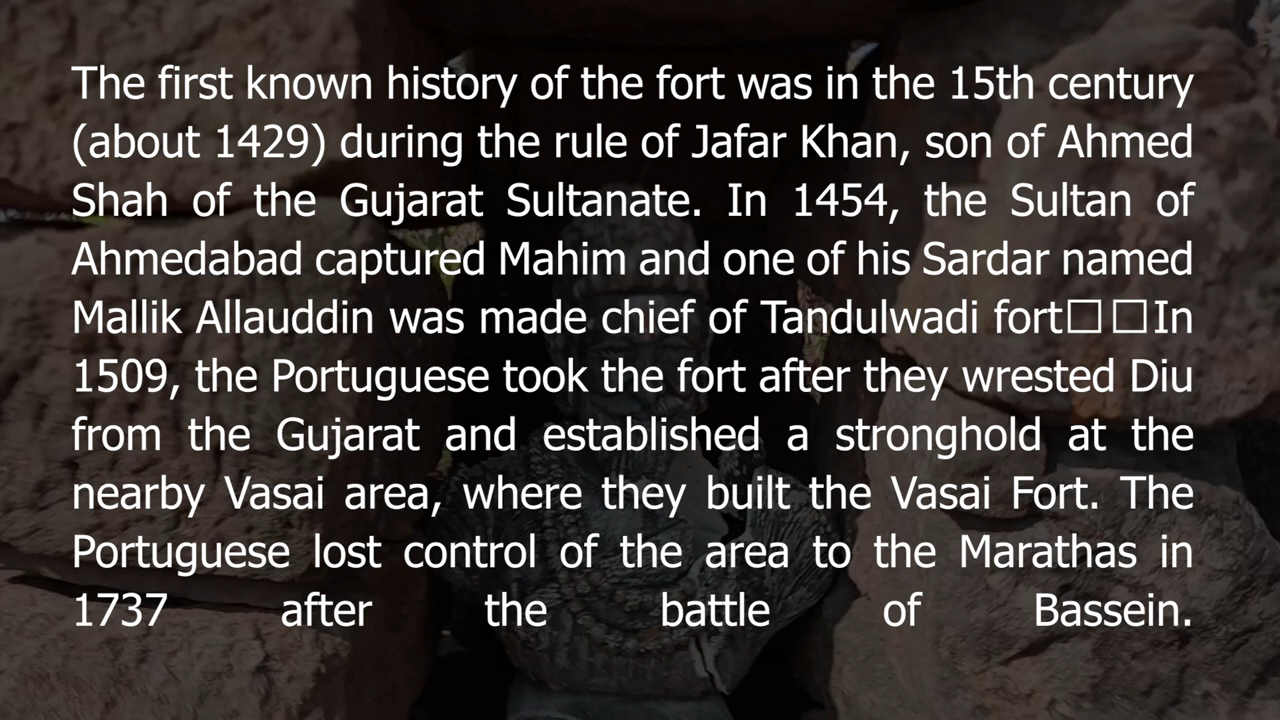 The first known history of the fort was in the 15th century
(about 1429) during the rule of Jafar Khan, son of Ahmed
Shah of the Gujarat Sultanate. In 1454, the Sultan of
Ahmedabad captured Mahim and one of his Sardar named
Mallik Allauddin was made chief of Tandulwadi fort□□In
1509, the Portuguese took the fort after they wrested Diu
from the Gujarat and established a stronghold at the
nearby Vasai area, where they built the Vasai Fort. The
Portuguese lost control of the area to the Marathas in
1737 after the battle of Bassein.